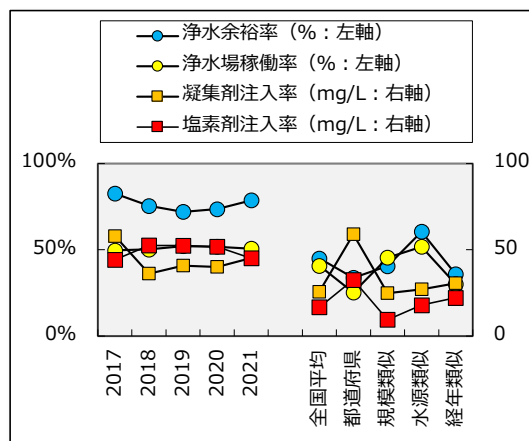 浄水余裕率（%：左軸）
浄水場稼働率（%：左軸）
凝集剤注入率（mg/L：右軸）
塩素剤注入率（mg/L：右軸）
100%
50%
0%
100
50
0
2017
2018
2019
2020
2021
全国平均
都道府県
規模類似
水源類似
経年類似